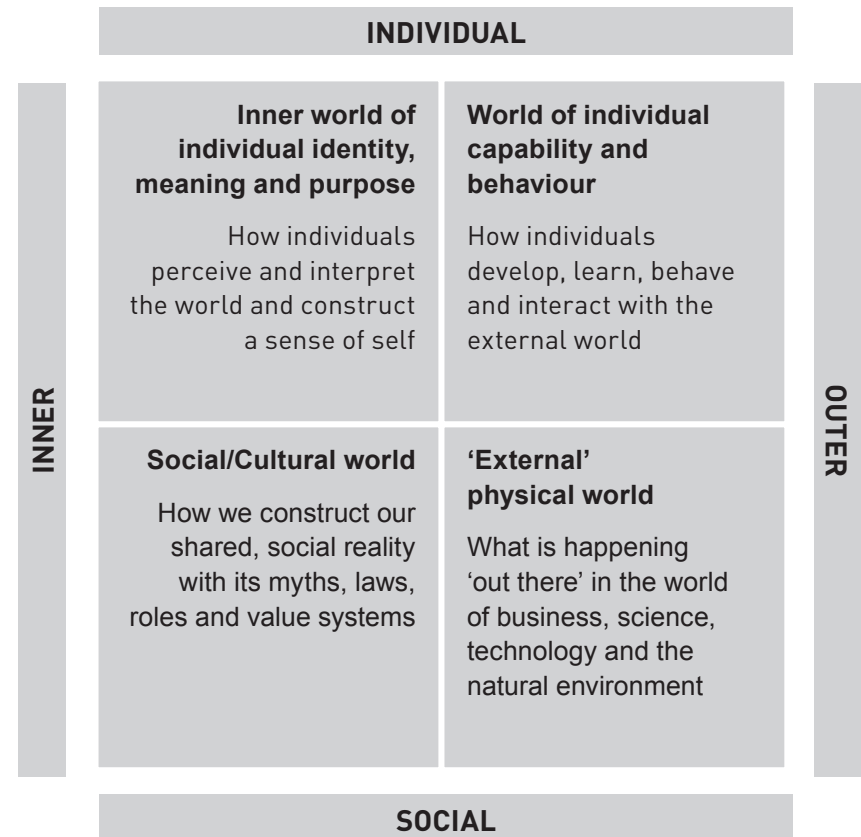 INDIVIDUAL
INNER
Inner world of
individual identity,
meaning and purpose
How individuals
perceive and interpret
the world and construct
a sense of self
World of individual
capability and
behaviour
How individuals
develop, learn, behave
and interact with the
external world
Social/Cultural world
How we construct our
shared, social reality
with its myths, laws,
roles and value systems
‘External’
physical world
What is happening
‘out there’ in the world
of business, science,
technology and the
natural environment
OUTER
SOCIAL